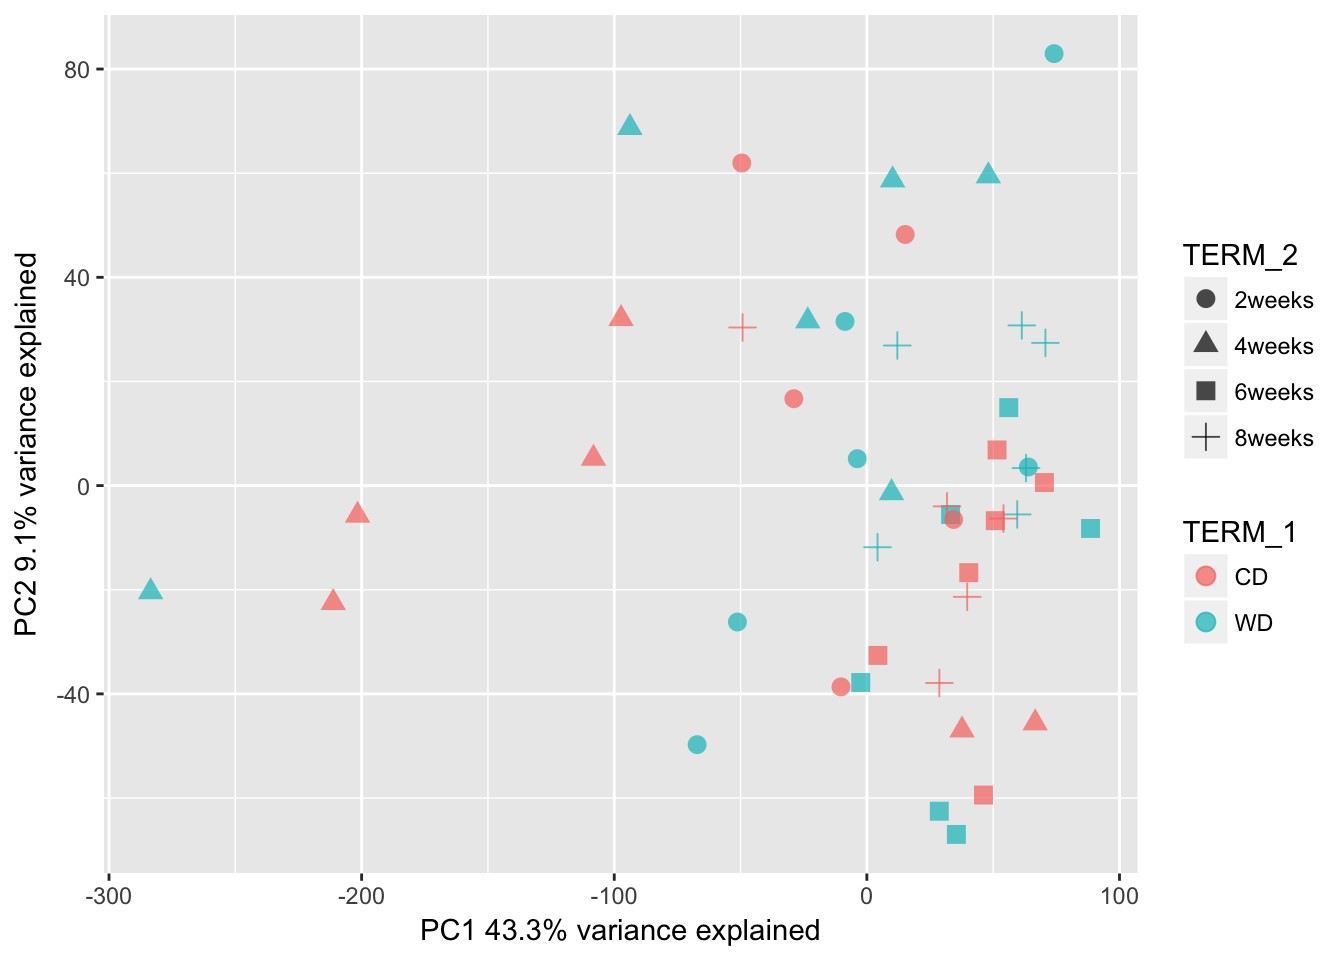 80
40
0
-40
PC2 9.1% variance explained
-300
-200
-100
0
100
PC1 43.3% variance explained
TERM_2
2weeks
4weeks
6weeks
8weeks
TERM_1
CD
WD